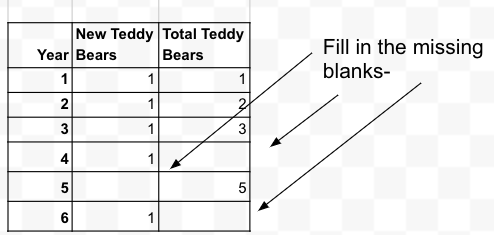 New Teddy Total Teddy
Year Bears Bears
1 1 1
2 1 2
3 1 3
4 1
5 5
6 1
Fill in the missing
blanks-